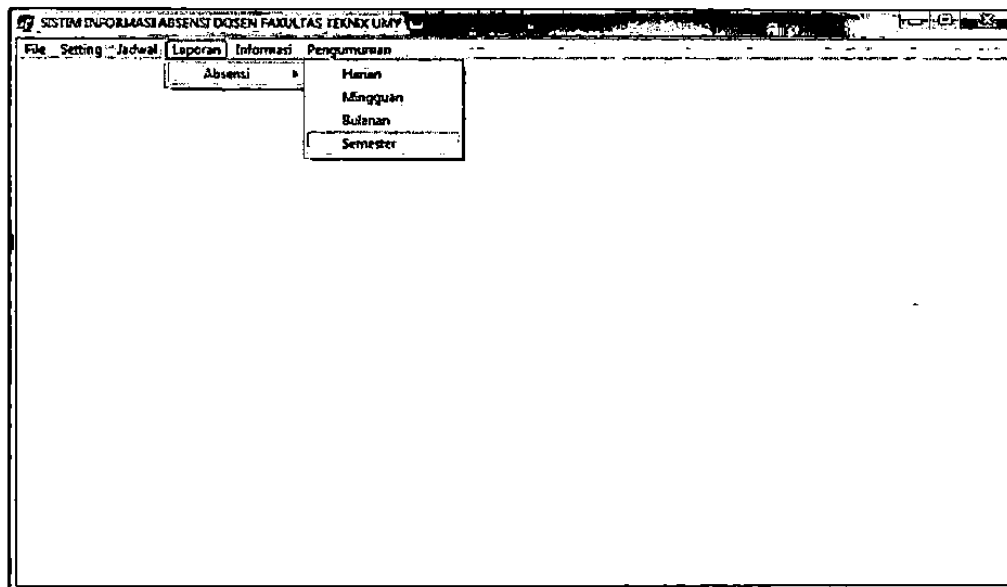 SISTEM INFORMASI ABSENSI DOSEN FAKULTAS TEKNIK UMY
File Setting Jadwal Laporan Informasi Pengumuman
Absensi Harian
Mingguan
Bulanan
Semester